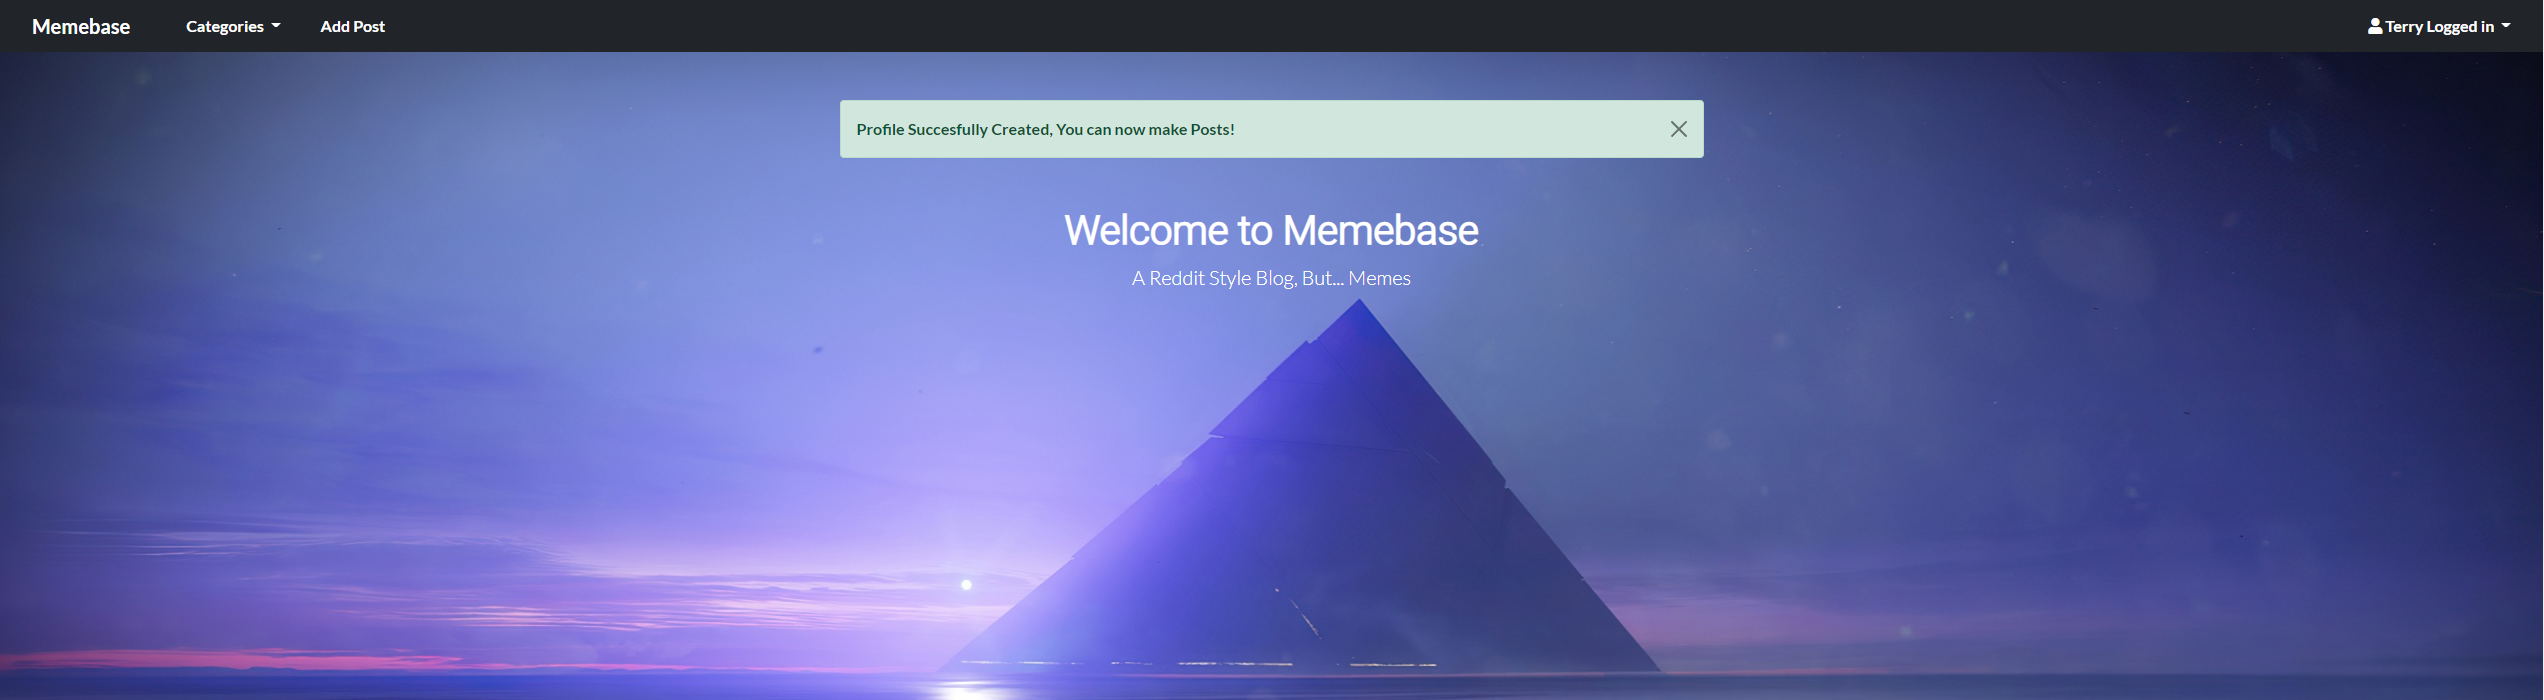 Memebase Categories Add Post Terry Logged in
Profile Succesfully Created, You can now make Posts!
Welcome to Memebase
A Reddit Style Blog, But... Memes